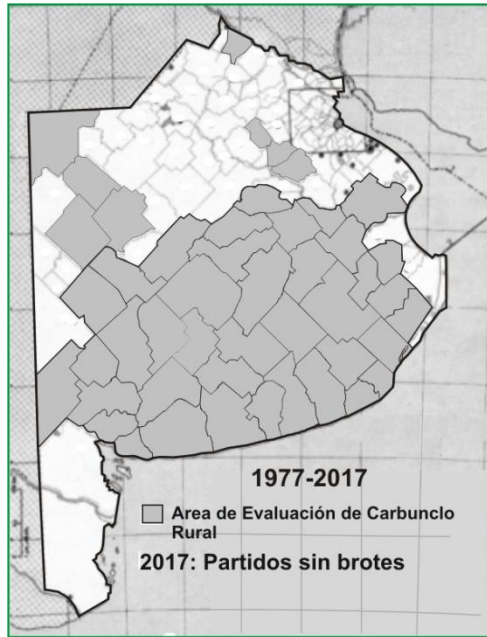 1977-2017
Area de Evaluación de Carbunclo
Rural
2017: Partidos sin brotes